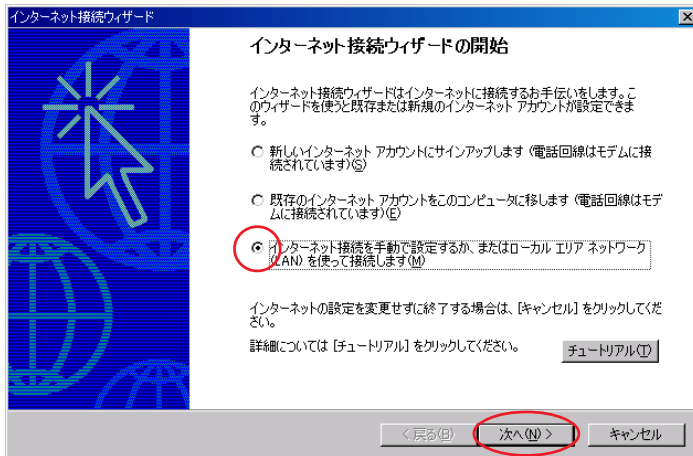 インターネット接続ウィザード
インターネット接続ウィザードの開始
インターネット接続ウィザードはインターネットに接続するお手伝いをします。こ
のウィザードを使うと既存または新規のインターネット アカウントが設定できま
す。
新しいインターネット アカウントにサインアップします (電話回線はモデムに接
続されています)(S)
既存のインターネット アカウントをこのコンピュータに移します (電話回線はモデ
ムに接続されています)(E)
インターネット接続を手動で設定するか、またはローカル エリア ネットワーク
(LAN) を使って接続します(M)
インターネットの設定を変更せずに終了する場合は、[キャンセル] をクリックしてくだ
さい。
詳細については [チュートリアル] をクリックしてください。
チュートリアル(T)
< 戻る(B)
次へ(N) >
キャンセル